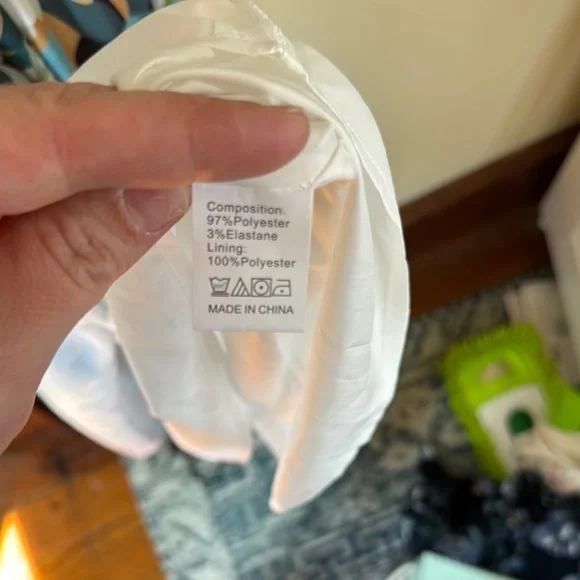 Composition:
97%Polyester
3%Elastane
Lining:
100%Polyester
MADE IN CHINA